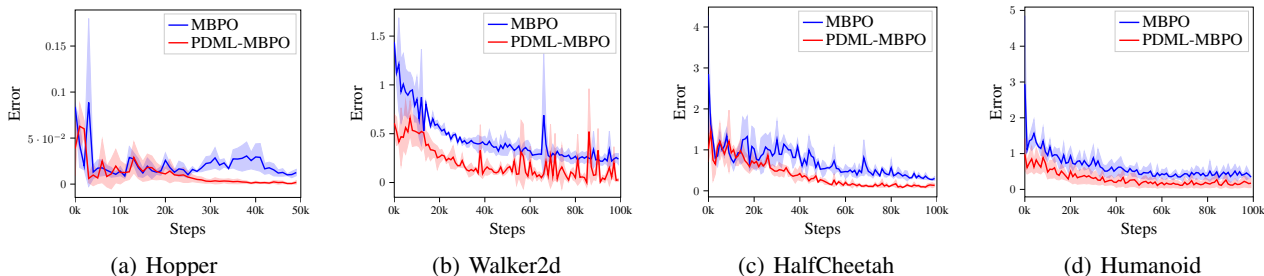 MBPO
PDML-MBPO
0.15
0.1
5 · 10⁻²
0
Error
0k 10k 20k 30k 40k 50k
Steps
(a) Hopper
MBPO
PDML-MBPO
1.5
1
0.5
0.0
Error
0k 20k 40k 60k 80k 100k
Steps
(b) Walker2d
MBPO
PDML-MBPO
4
3
2
1
0
Error
0k 20k 40k 60k 80k 100k
Steps
(c) HalfCheetah
MBPO
PDML-MBPO
5
4
3
2
1
0
Error
0k 20k 40k 60k 80k 100k
Steps
(d) Humanoid